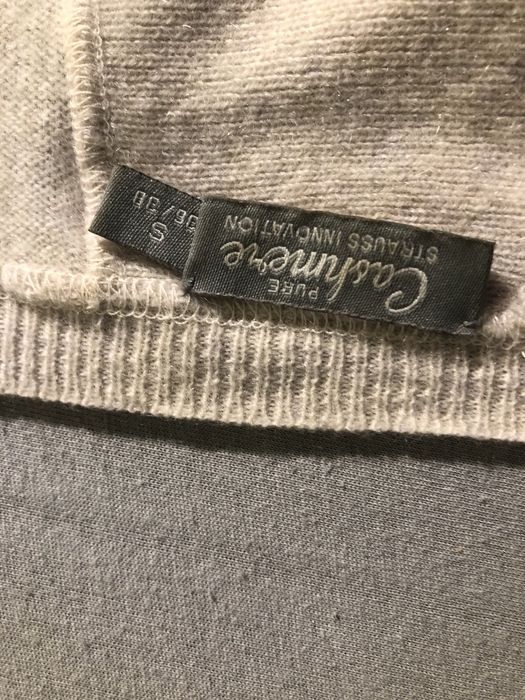 PURE
Cashmere
STRAUSS INNOVATION
S
36/38